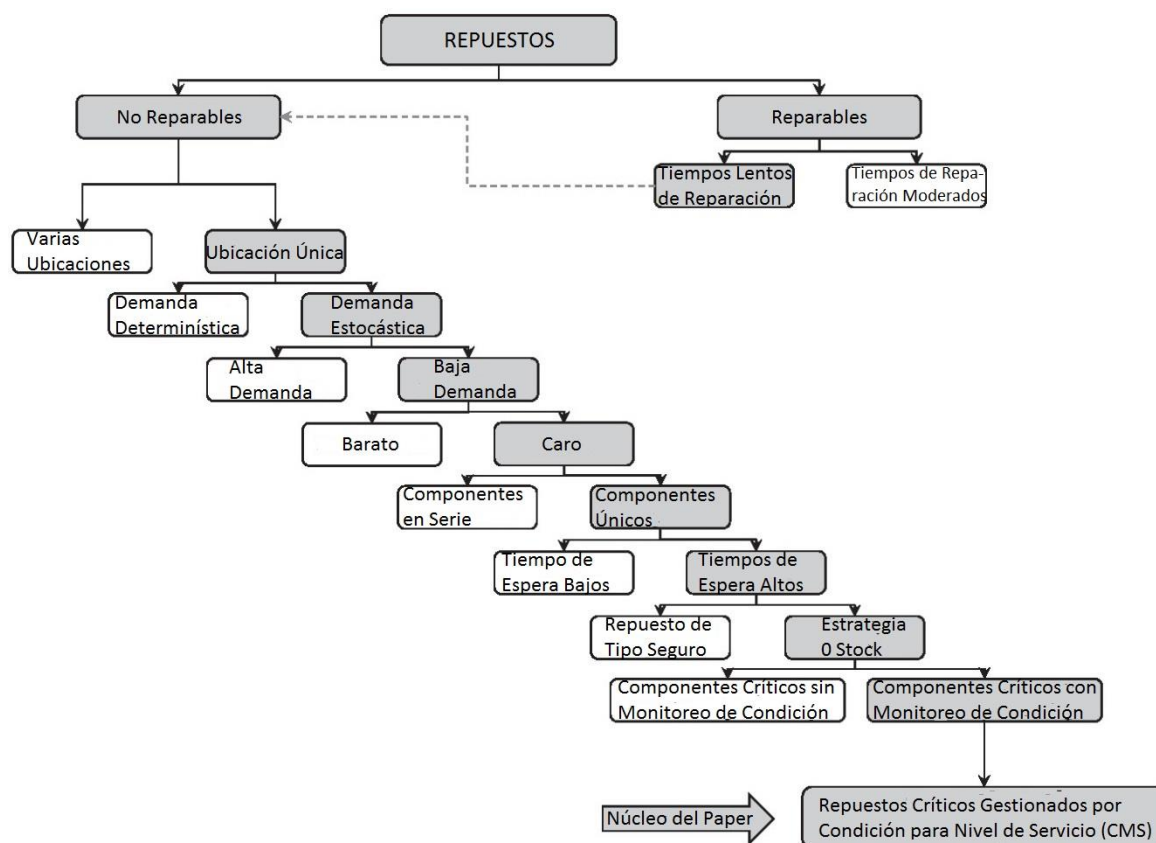 REPUESTOS
No Reparables
Reparables
Tiempos Lentos
de Reparación
Tiempos de Repa-
ración Moderados
Varias
Ubicaciones
Ubicación Única
Demanda
Determinística
Demanda
Estocástica
Alta
Demanda
Baja
Demanda
Barato
Caro
Componentes
en Serie
Componentes
Únicos
Tiempo de
Espera Bajos
Tiempos de
Espera Altos
Repuesto de
Tipo Seguro
Estrategia
0 Stock
Componentes Críticos sin
Monitoreo de Condición
Componentes Críticos con
Monitoreo de Condición
Núcleo del Paper
Repuestos Críticos Gestionados por
Condición para Nivel de Servicio (CMS)